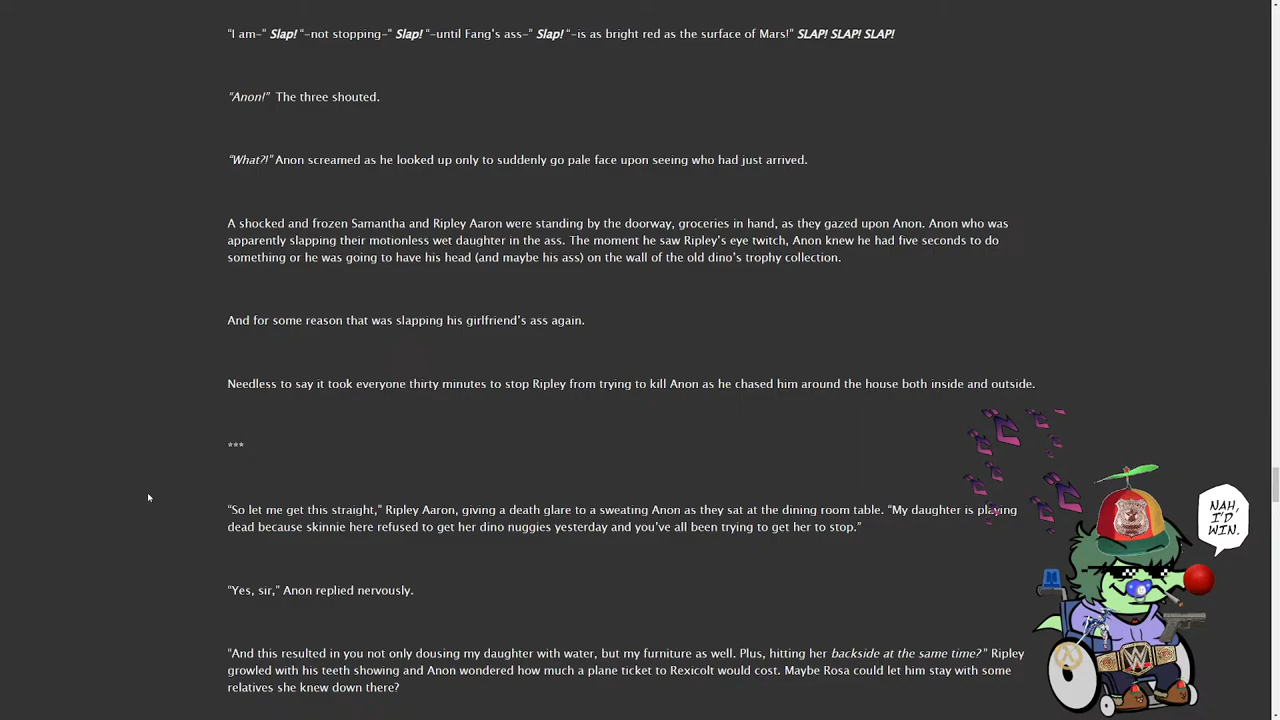 “I am–” Slap! “–not stopping–” Slap! “–until Fang’s ass–” Slap! “–is as bright red as the surface of Mars!” SLAP! SLAP! SLAP!
“Anon!” The three shouted.
“What?!” Anon screamed as he looked up only to suddenly go pale face upon seeing who had just arrived.
A shocked and frozen Samantha and Ripley Aaron were standing by the doorway, groceries in hand, as they gazed upon Anon. Anon who was
apparently slapping their motionless wet daughter in the ass. The moment he saw Ripley’s eye twitch, Anon knew he had five seconds to do
something or he was going to have his head (and maybe his ass) on the wall of the old dino’s trophy collection.
And for some reason that was slapping his girlfriend’s ass again.
Needless to say it took everyone thirty minutes to stop Ripley from trying to kill Anon as he chased him around the house both inside and outside.
***
“So let me get this straight,” Ripley Aaron, giving a death glare to a sweating Anon as they sat at the dining room table. “My daughter is playing
dead because skinnie here refused to get her dino nuggies yesterday and you’ve all been trying to get her to stop.”
“Yes, sir,” Anon replied nervously.
“And this resulted in you not only dousing my daughter with water, but my furniture as well. Plus, hitting her backside at the same time?” Ripley
growled with his teeth showing and Anon wondered how much a plane ticket to Rexicolt would cost. Maybe Rosa could let him stay with some
relatives she knew down there?
NAH,
I'D
WIN.
W